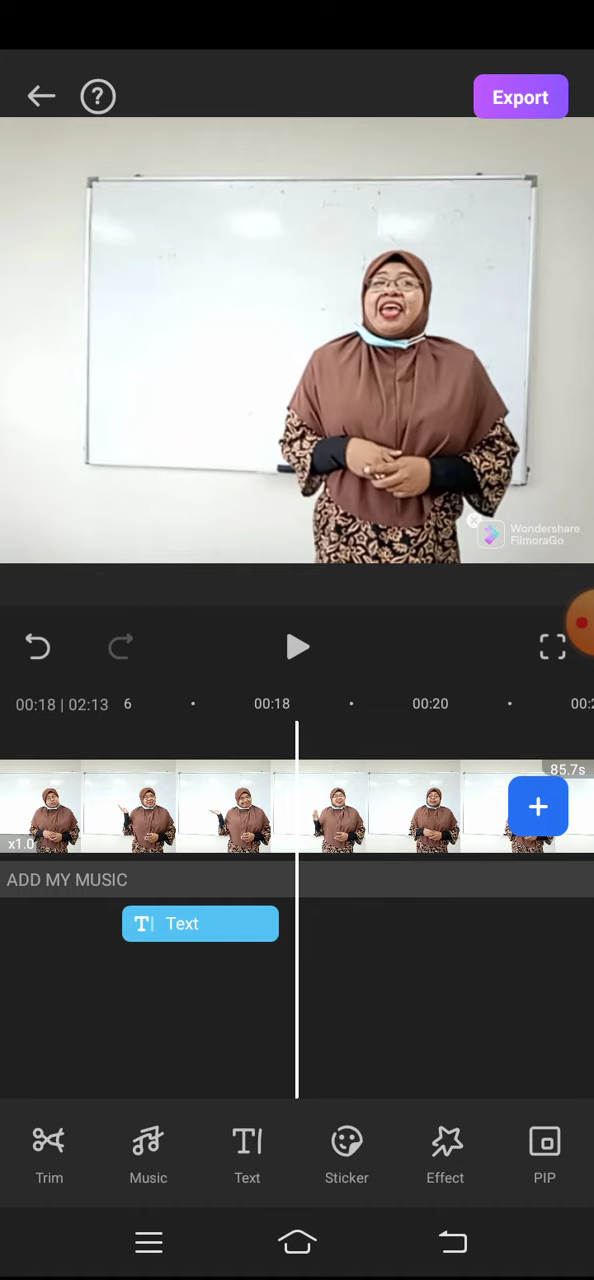 ?
Export
Wondershare
FilmoraGo
00:18 | 02:13
6
00:18
00:20
85.7s
x1.0
+
ADD MY MUSIC
T| Text
Trim
Music
Text
Sticker
Effect
PIP